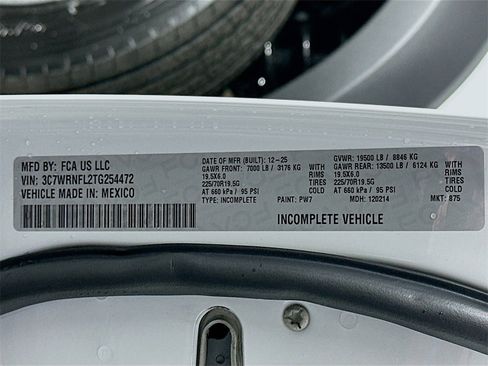 MFD BY: FCA US LLC
VIN: 3C7WRNFL2TG254472
VEHICLE MADE IN: MEXICO
DATE OF MFR (BUILT): 12-25
GAWR FRONT: 7000 LB / 3176 KG WITH
19.5X6.0 RIMS
225/70R19.5G TIRES
AT 660 kPa / 95 PSI COLD
TYPE: INCOMPLETE PAINT: PW7
GVWR: 19500 LB / 8846 KG
GAWR REAR: 13500 LB / 6124 KG WITH
19.5X6.0 RIMS
225/70R19.5G TIRES
AT 660 kPa / 95 PSI COLD
MDH: 120214 MKT: 875
INCOMPLETE VEHICLE